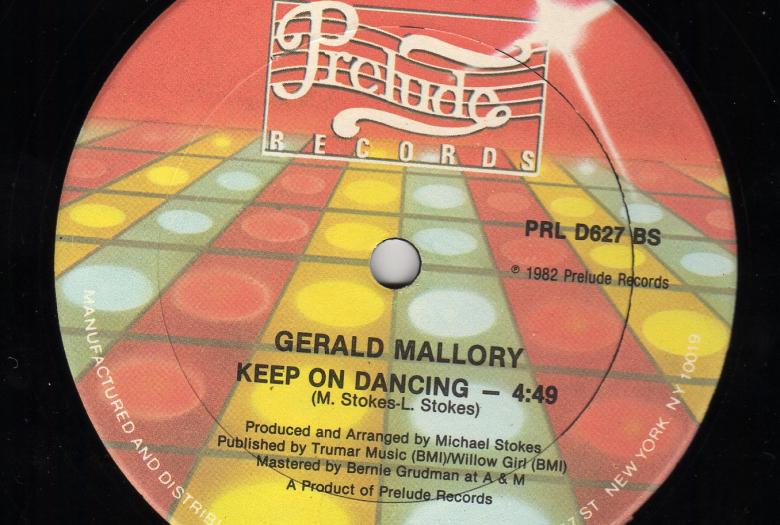 Prelude
RECORDS
PRL D627 BS
℗ 1982 Prelude Records
GERALD MALLORY
KEEP ON DANCING — 4:49
(M. Stokes-L. Stokes)
Produced and Arranged by Michael Stokes
Published by Trumar Music (BMI)/Willow Girl (BMI)
Mastered by Bernie Grudman at A & M
A Product of Prelude Records
MANUFACTURED AND
ST NEW YORK, NY 10019